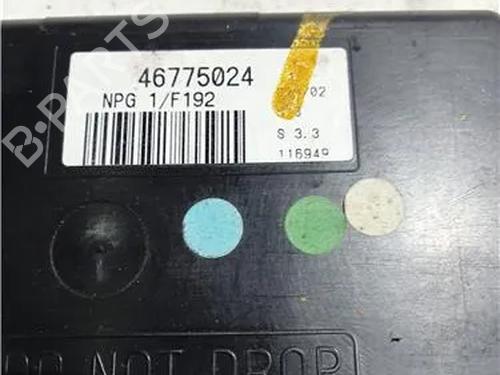 46775024
NPG 1/F192
/02
S 3.3
116949
DO NOT DROP
B-PARTS